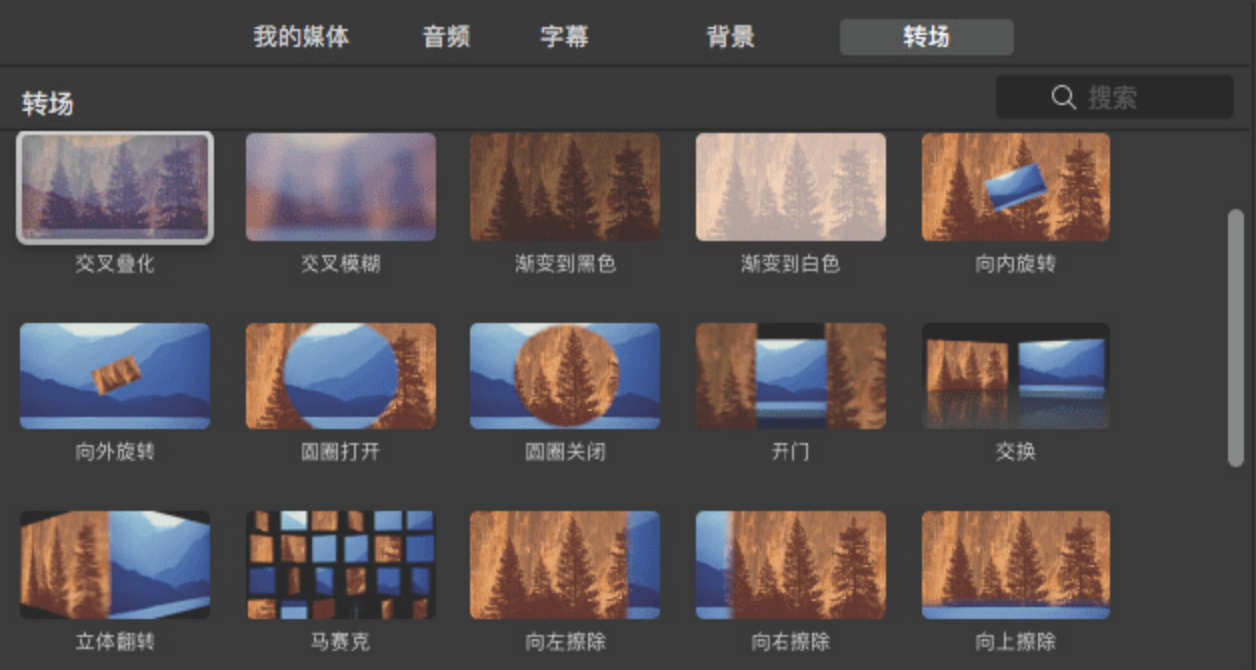 我的媒体 音频 字幕 背景 转场
转场 搜索
交叉叠化 交叉模糊 渐变到黑色 渐变到白色 向内旋转
向外旋转 圆圈打开 圆圈关闭 开门 交换
立体翻转 马赛克 向左擦除 向右擦除 向上擦除